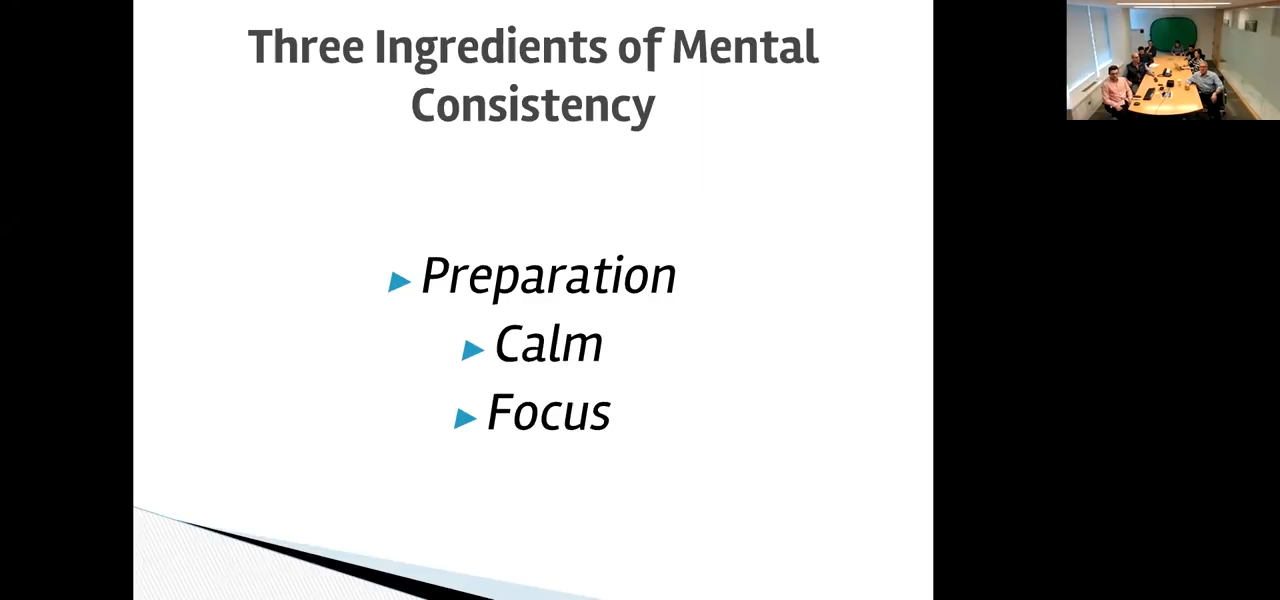 Three Ingredients of Mental
Consistency
Preparation
Calm
Focus